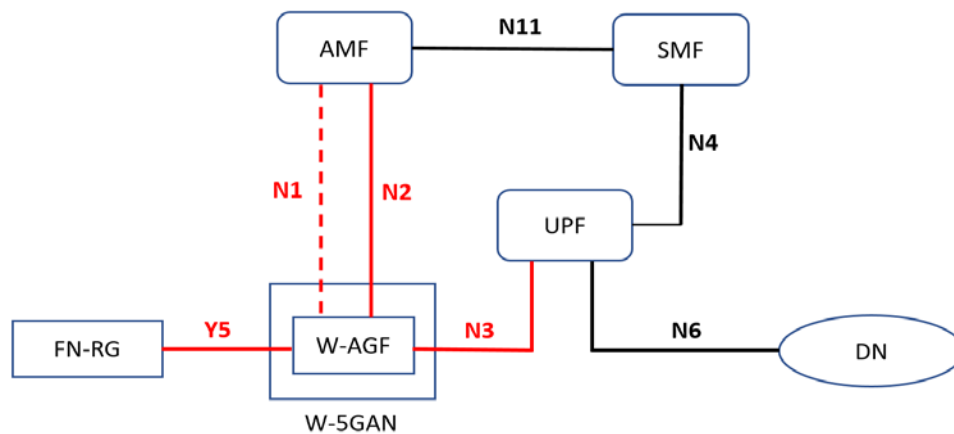 N11
AMF
SMF
N4
N1
N2
UPF
Y5
N3
N6
FN-RG
W-AGF
DN
W-5GAN